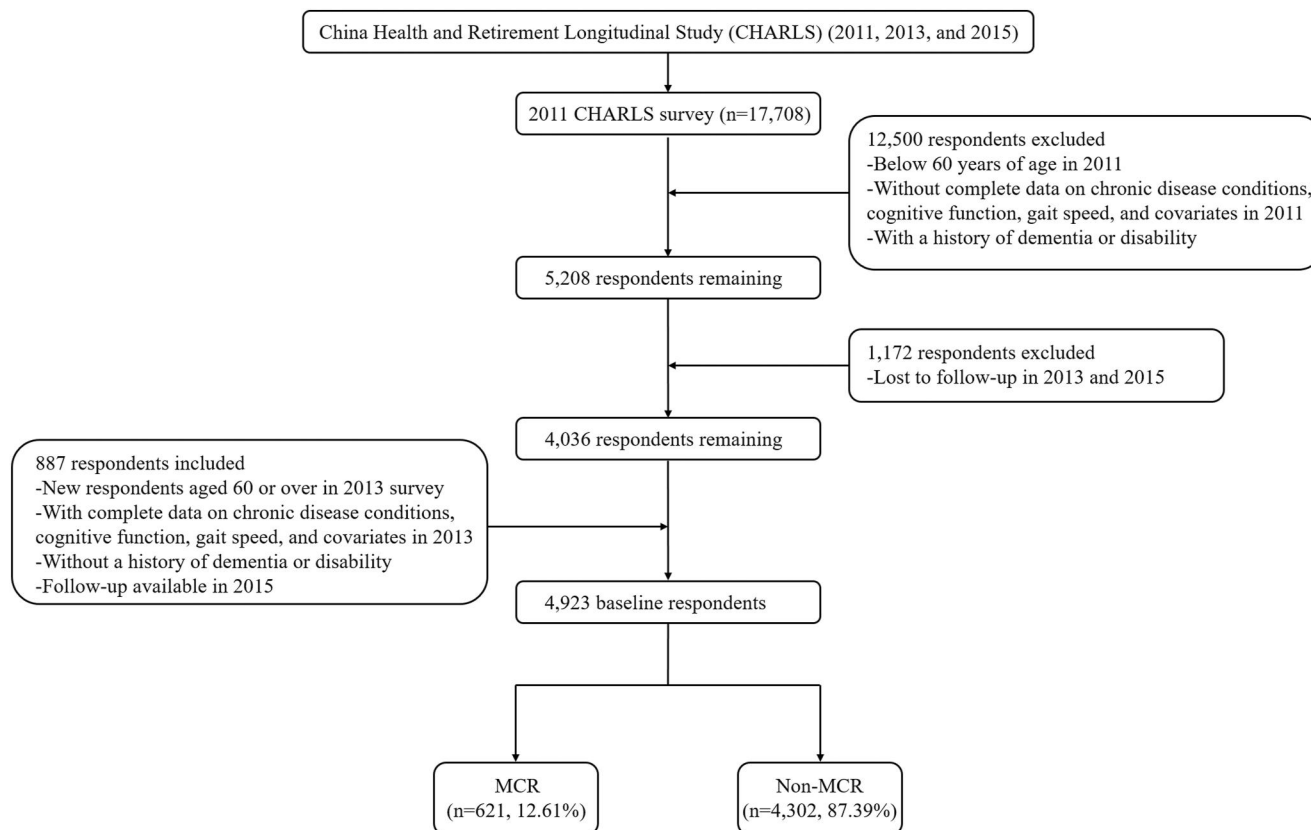 China Health and Retirement Longitudinal Study (CHARLS) (2011, 2013, and 2015)
2011 CHARLS survey (n=17,708)
12,500 respondents excluded
-Below 60 years of age in 2011
-Without complete data on chronic disease conditions,
cognitive function, gait speed, and covariates in 2011
-With a history of dementia or disability
5,208 respondents remaining
1,172 respondents excluded
-Lost to follow-up in 2013 and 2015
4,036 respondents remaining
887 respondents included
-New respondents aged 60 or over in 2013 survey
-With complete data on chronic disease conditions,
cognitive function, gait speed, and covariates in 2013
-Without a history of dementia or disability
-Follow-up available in 2015
4,923 baseline respondents
MCR
(n=621, 12.61%)
Non-MCR
(n=4,302, 87.39%)